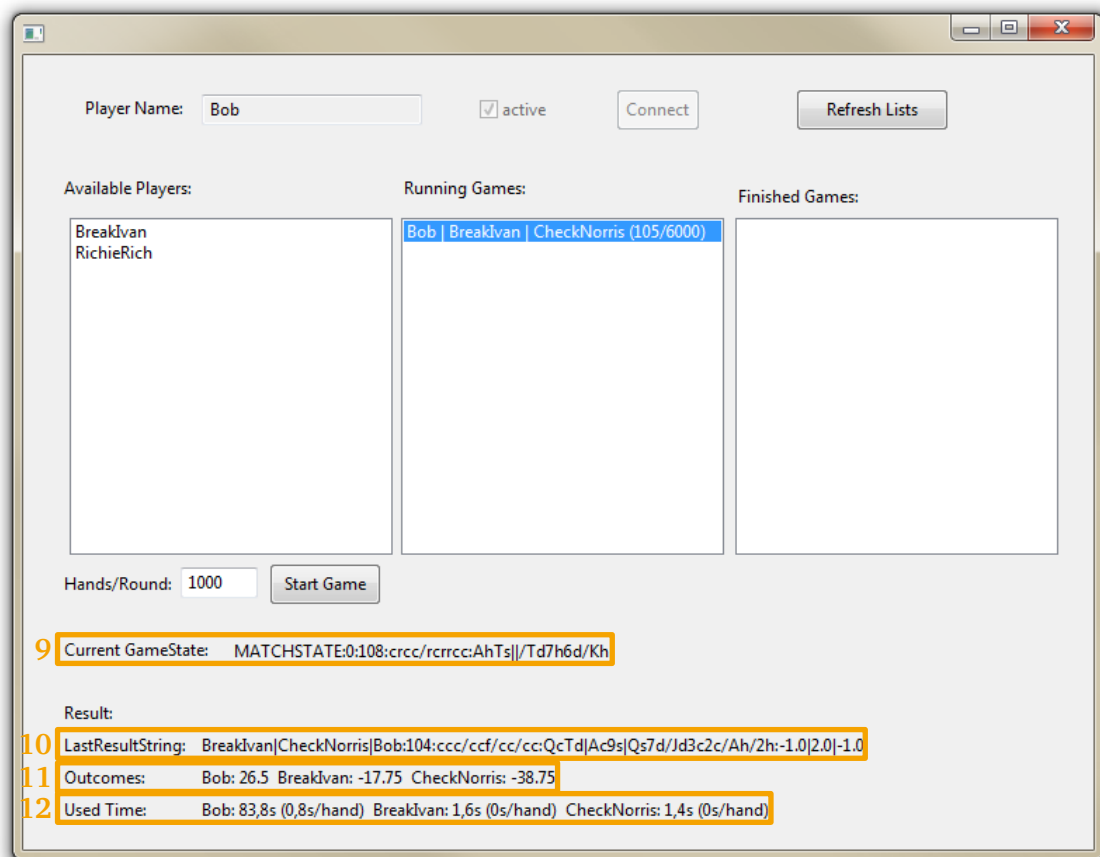 Player Name: Bob active Connect Refresh Lists
Available Players: Running Games: Finished Games:
BreakIvan Bob | BreakIvan | CheckNorris (105/6000)
RichieRich
Hands/Round: 1000 Start Game
9 Current GameState: MATCHSTATE:0:108:crcc/rcrrcc:AhTs||/Td7h6d/Kh
Result:
10 LastResultString: BreakIvan|CheckNorris|Bob:104:ccc/ccf/cc/cc:QcTd|Ac9s|Qs7d/Jd3c2c/Ah/2h:-1.0|2.0|-1.0
11 Outcomes: Bob: 26.5 BreakIvan: -17.75 CheckNorris: -38.75
12 Used Time: Bob: 83,8s (0,8s/hand) BreakIvan: 1,6s (0s/hand) CheckNorris: 1,4s (0s/hand)